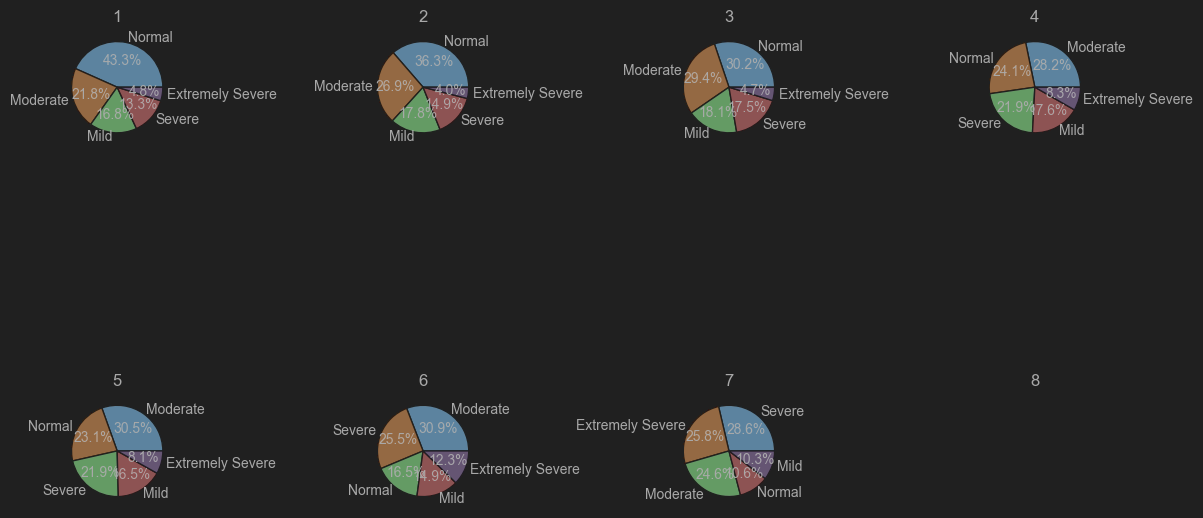 1
Normal
43.3%
Moderate
21.8%
Mild
16.8%
Severe
13.3%
Extremely Severe
4.8%
2
Normal
36.3%
Moderate
26.9%
Mild
17.8%
Severe
14.9%
Extremely Severe
4.0%
3
Normal
30.2%
Moderate
29.4%
Mild
18.1%
Severe
17.5%
Extremely Severe
4.7%
4
Moderate
28.2%
Normal
24.1%
Severe
21.9%
Mild
17.6%
Extremely Severe
8.3%
5
Moderate
30.5%
Normal
23.1%
Severe
21.9%
Mild
16.5%
Extremely Severe
8.1%
6
Moderate
30.9%
Severe
25.5%
Normal
16.5%
Mild
14.9%
Extremely Severe
12.3%
7
Severe
28.6%
Extremely Severe
25.8%
Moderate
24.6%
Normal
10.6%
Mild
10.3%
8